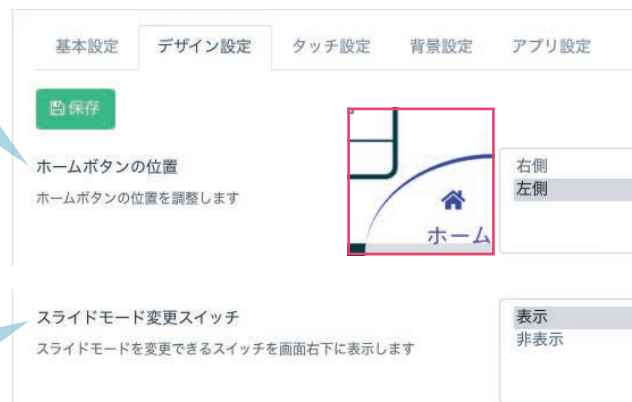 基本設定 デザイン設定 タッチ設定 背景設定 アプリ設定
保存
ホームボタンの位置
ホームボタンの位置を調整します
ホーム
右側
左側
スライドモード変更スイッチ
スライドモードを変更できるスイッチを画面右下に表示します
表示
非表示